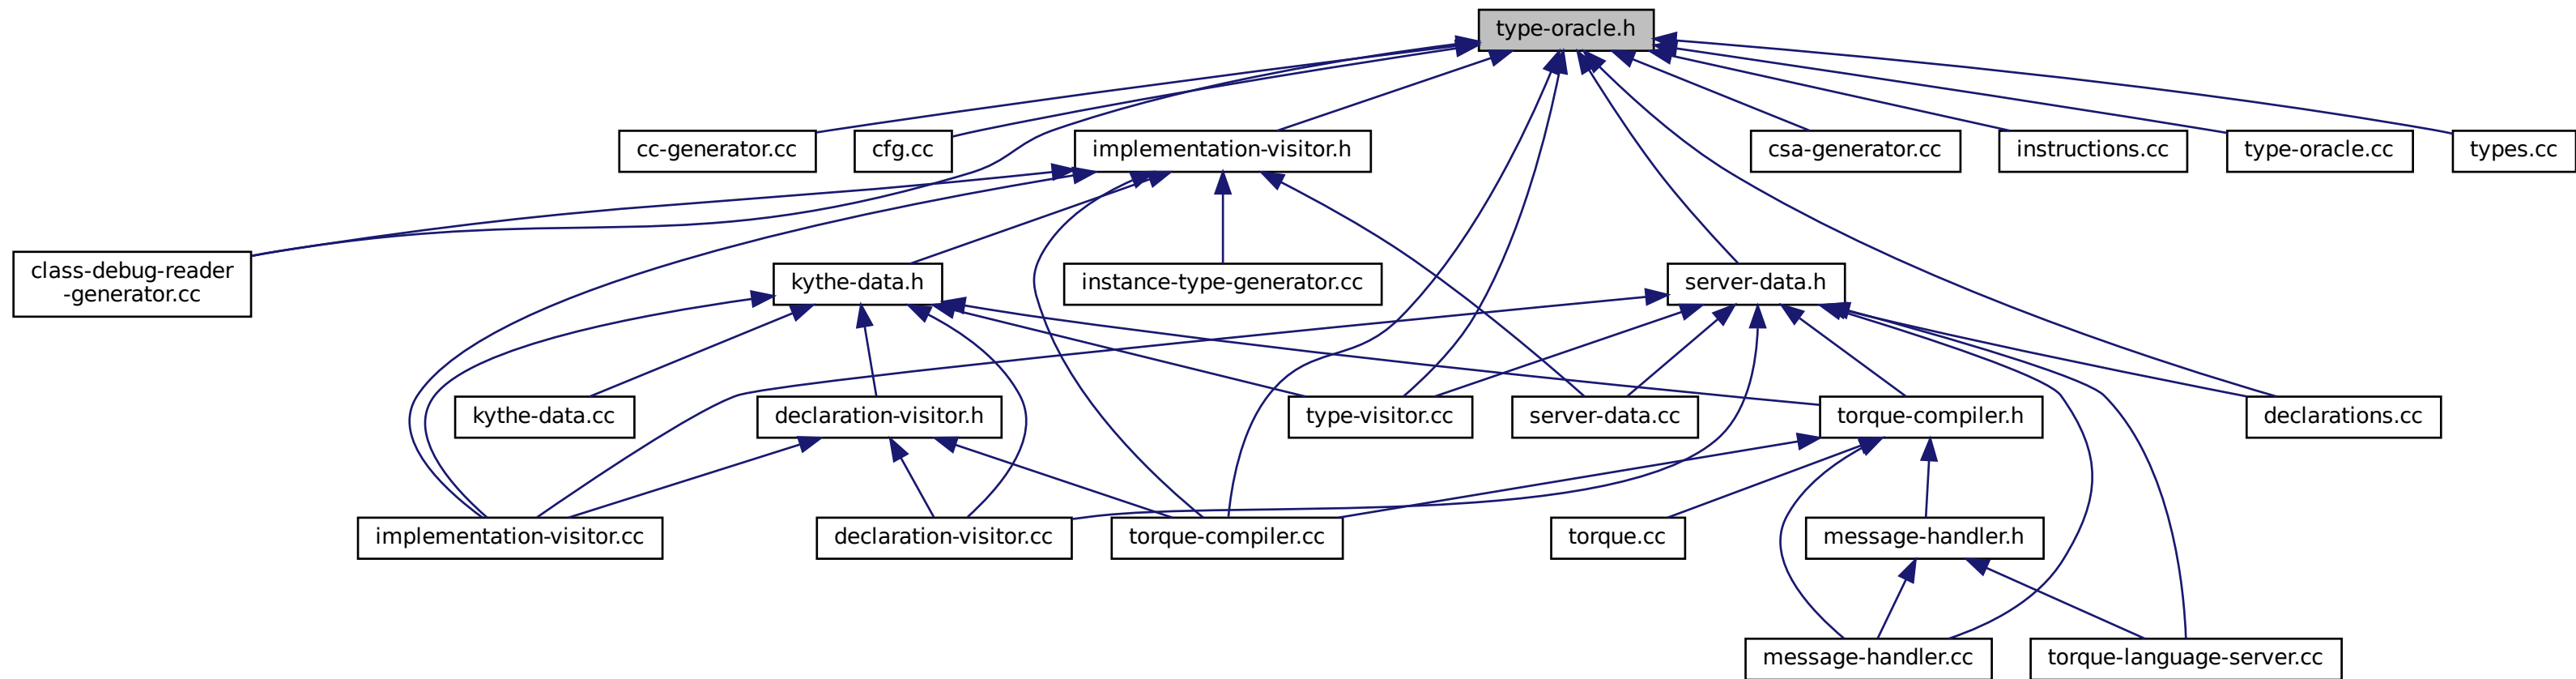 type-oracle.h
cc-generator.cc
cfg.cc
implementation-visitor.h
csa-generator.cc
instructions.cc
type-oracle.cc
types.cc
class-debug-reader
-generator.cc
kythe-data.h
instance-type-generator.cc
server-data.h
kythe-data.cc
declaration-visitor.h
type-visitor.cc
server-data.cc
torque-compiler.h
declarations.cc
implementation-visitor.cc
declaration-visitor.cc
torque-compiler.cc
torque.cc
message-handler.h
message-handler.cc
torque-language-server.cc